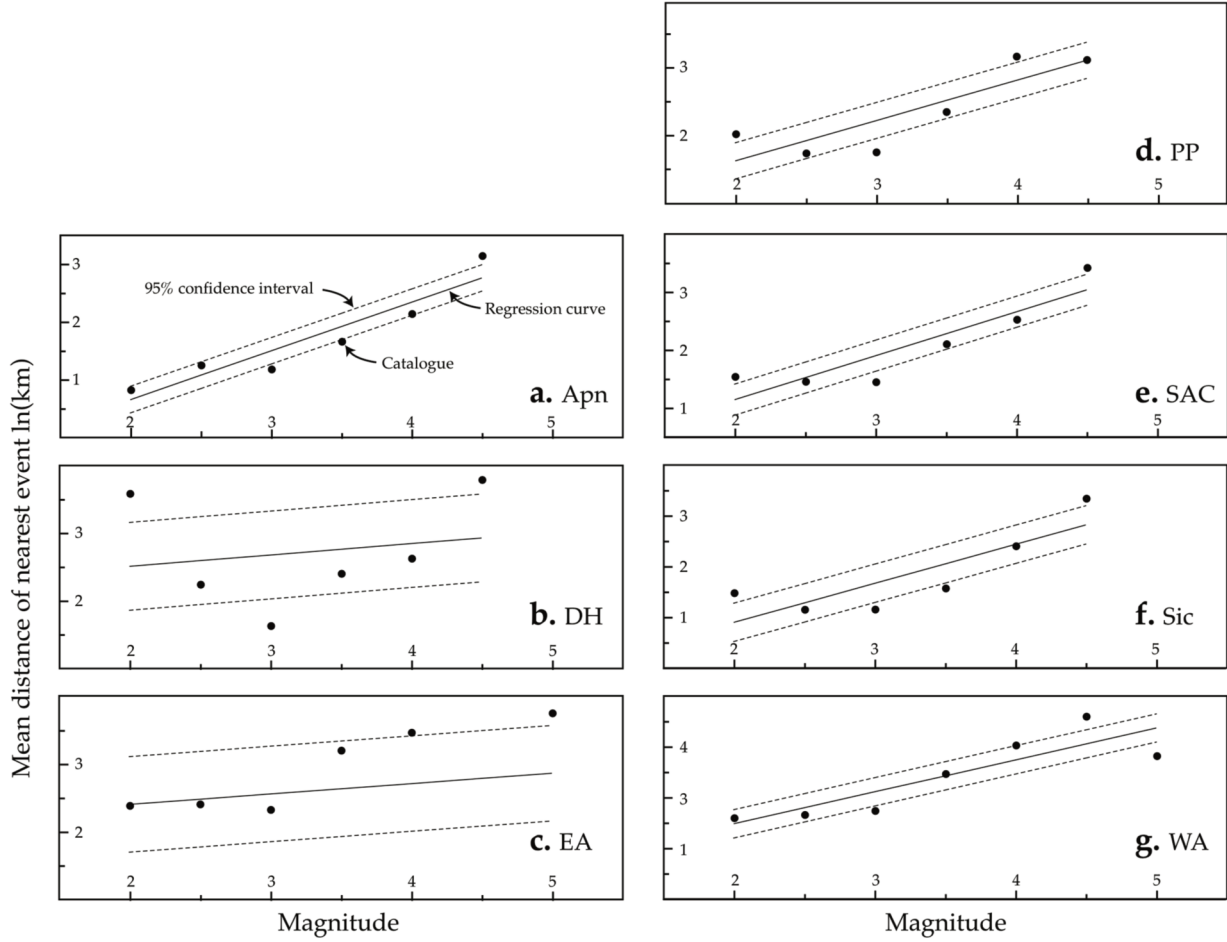 Mean distance of nearest event ln(km)
3
2
1
2 3 4 5
95% confidence interval
Regression curve
Catalogue
a. Apn
3
2
2 3 4 5
b. DH
3
2
2 3 4 5
c. EA
Magnitude
3
2
2 3 4 5
d. PP
3
2
1
2 3 4 5
e. SAC
3
2
1
2 3 4 5
f. Sic
4
3
1
2 3 4 5
g. WA
Magnitude